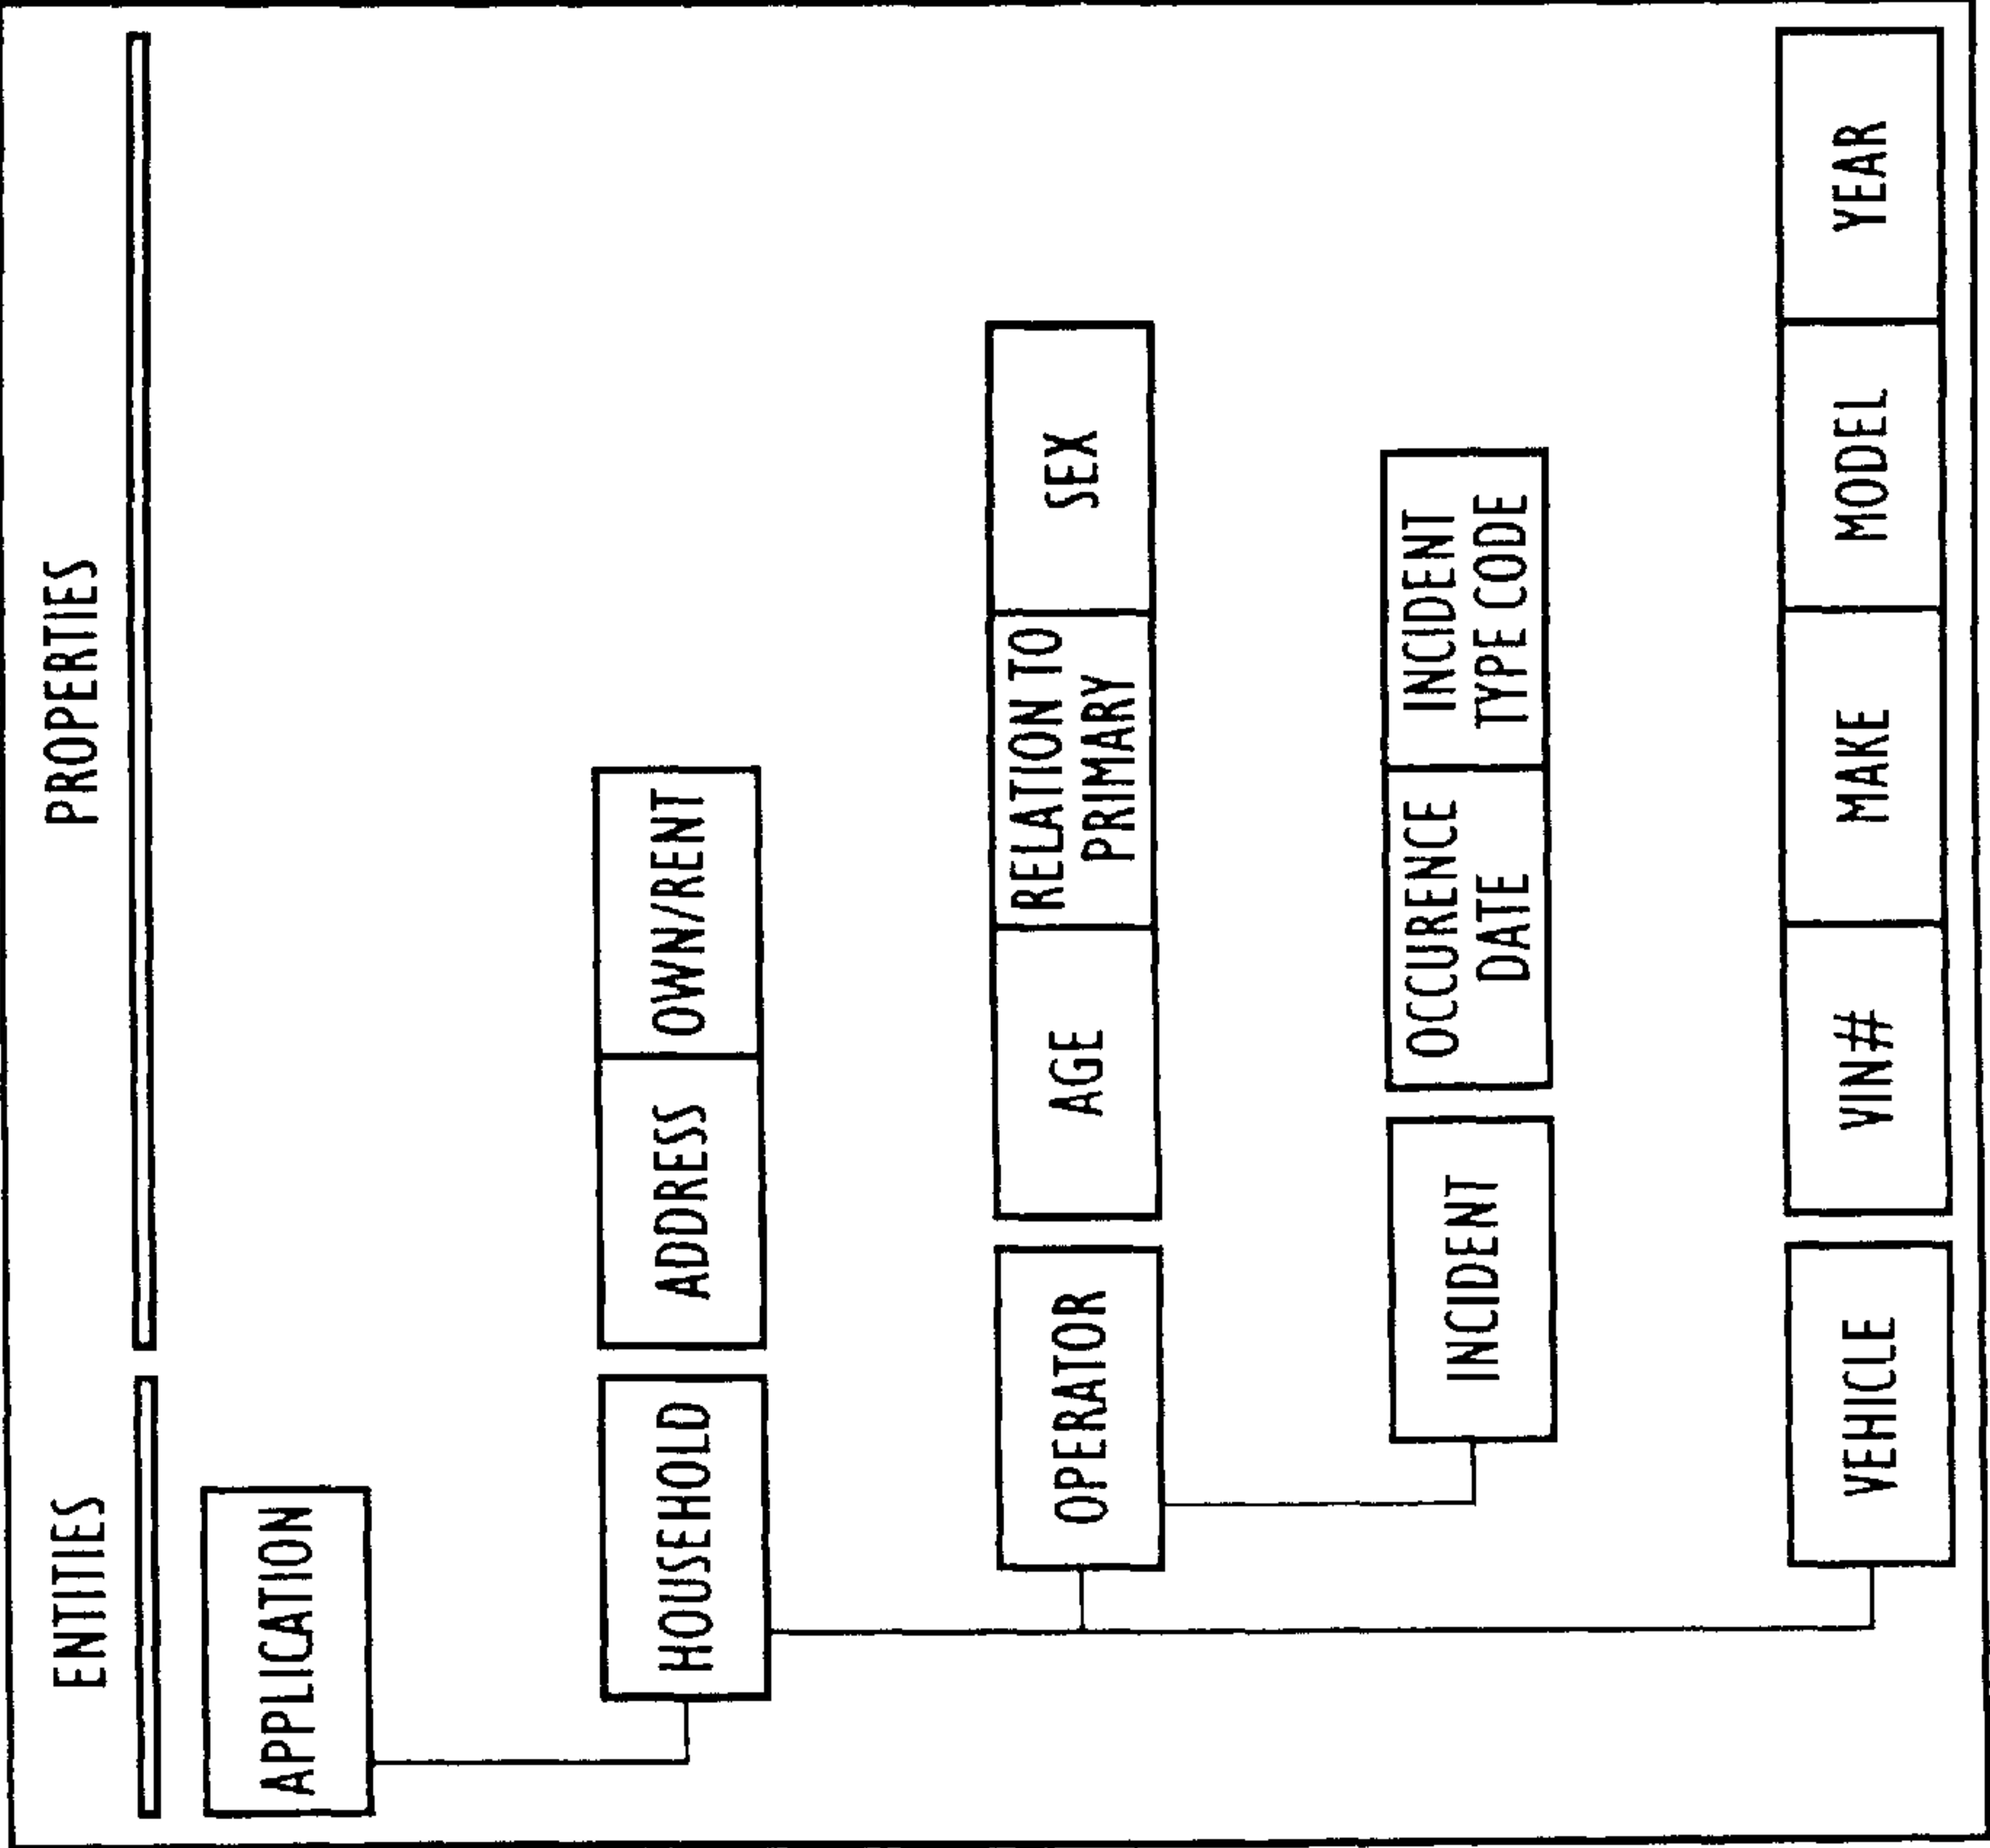 ENTITIES
PROPERTIES
APPLICATION
HOUSEHOLD
ADDRESS
OWN/RENT
OPERATOR
AGE
RELATION TO
PRIMARY
SEX
INCIDENT
OCCURENCE
DATE
INCIDENT
TYPE CODE
VEHICLE
VIN#
MAKE
MODEL
YEAR